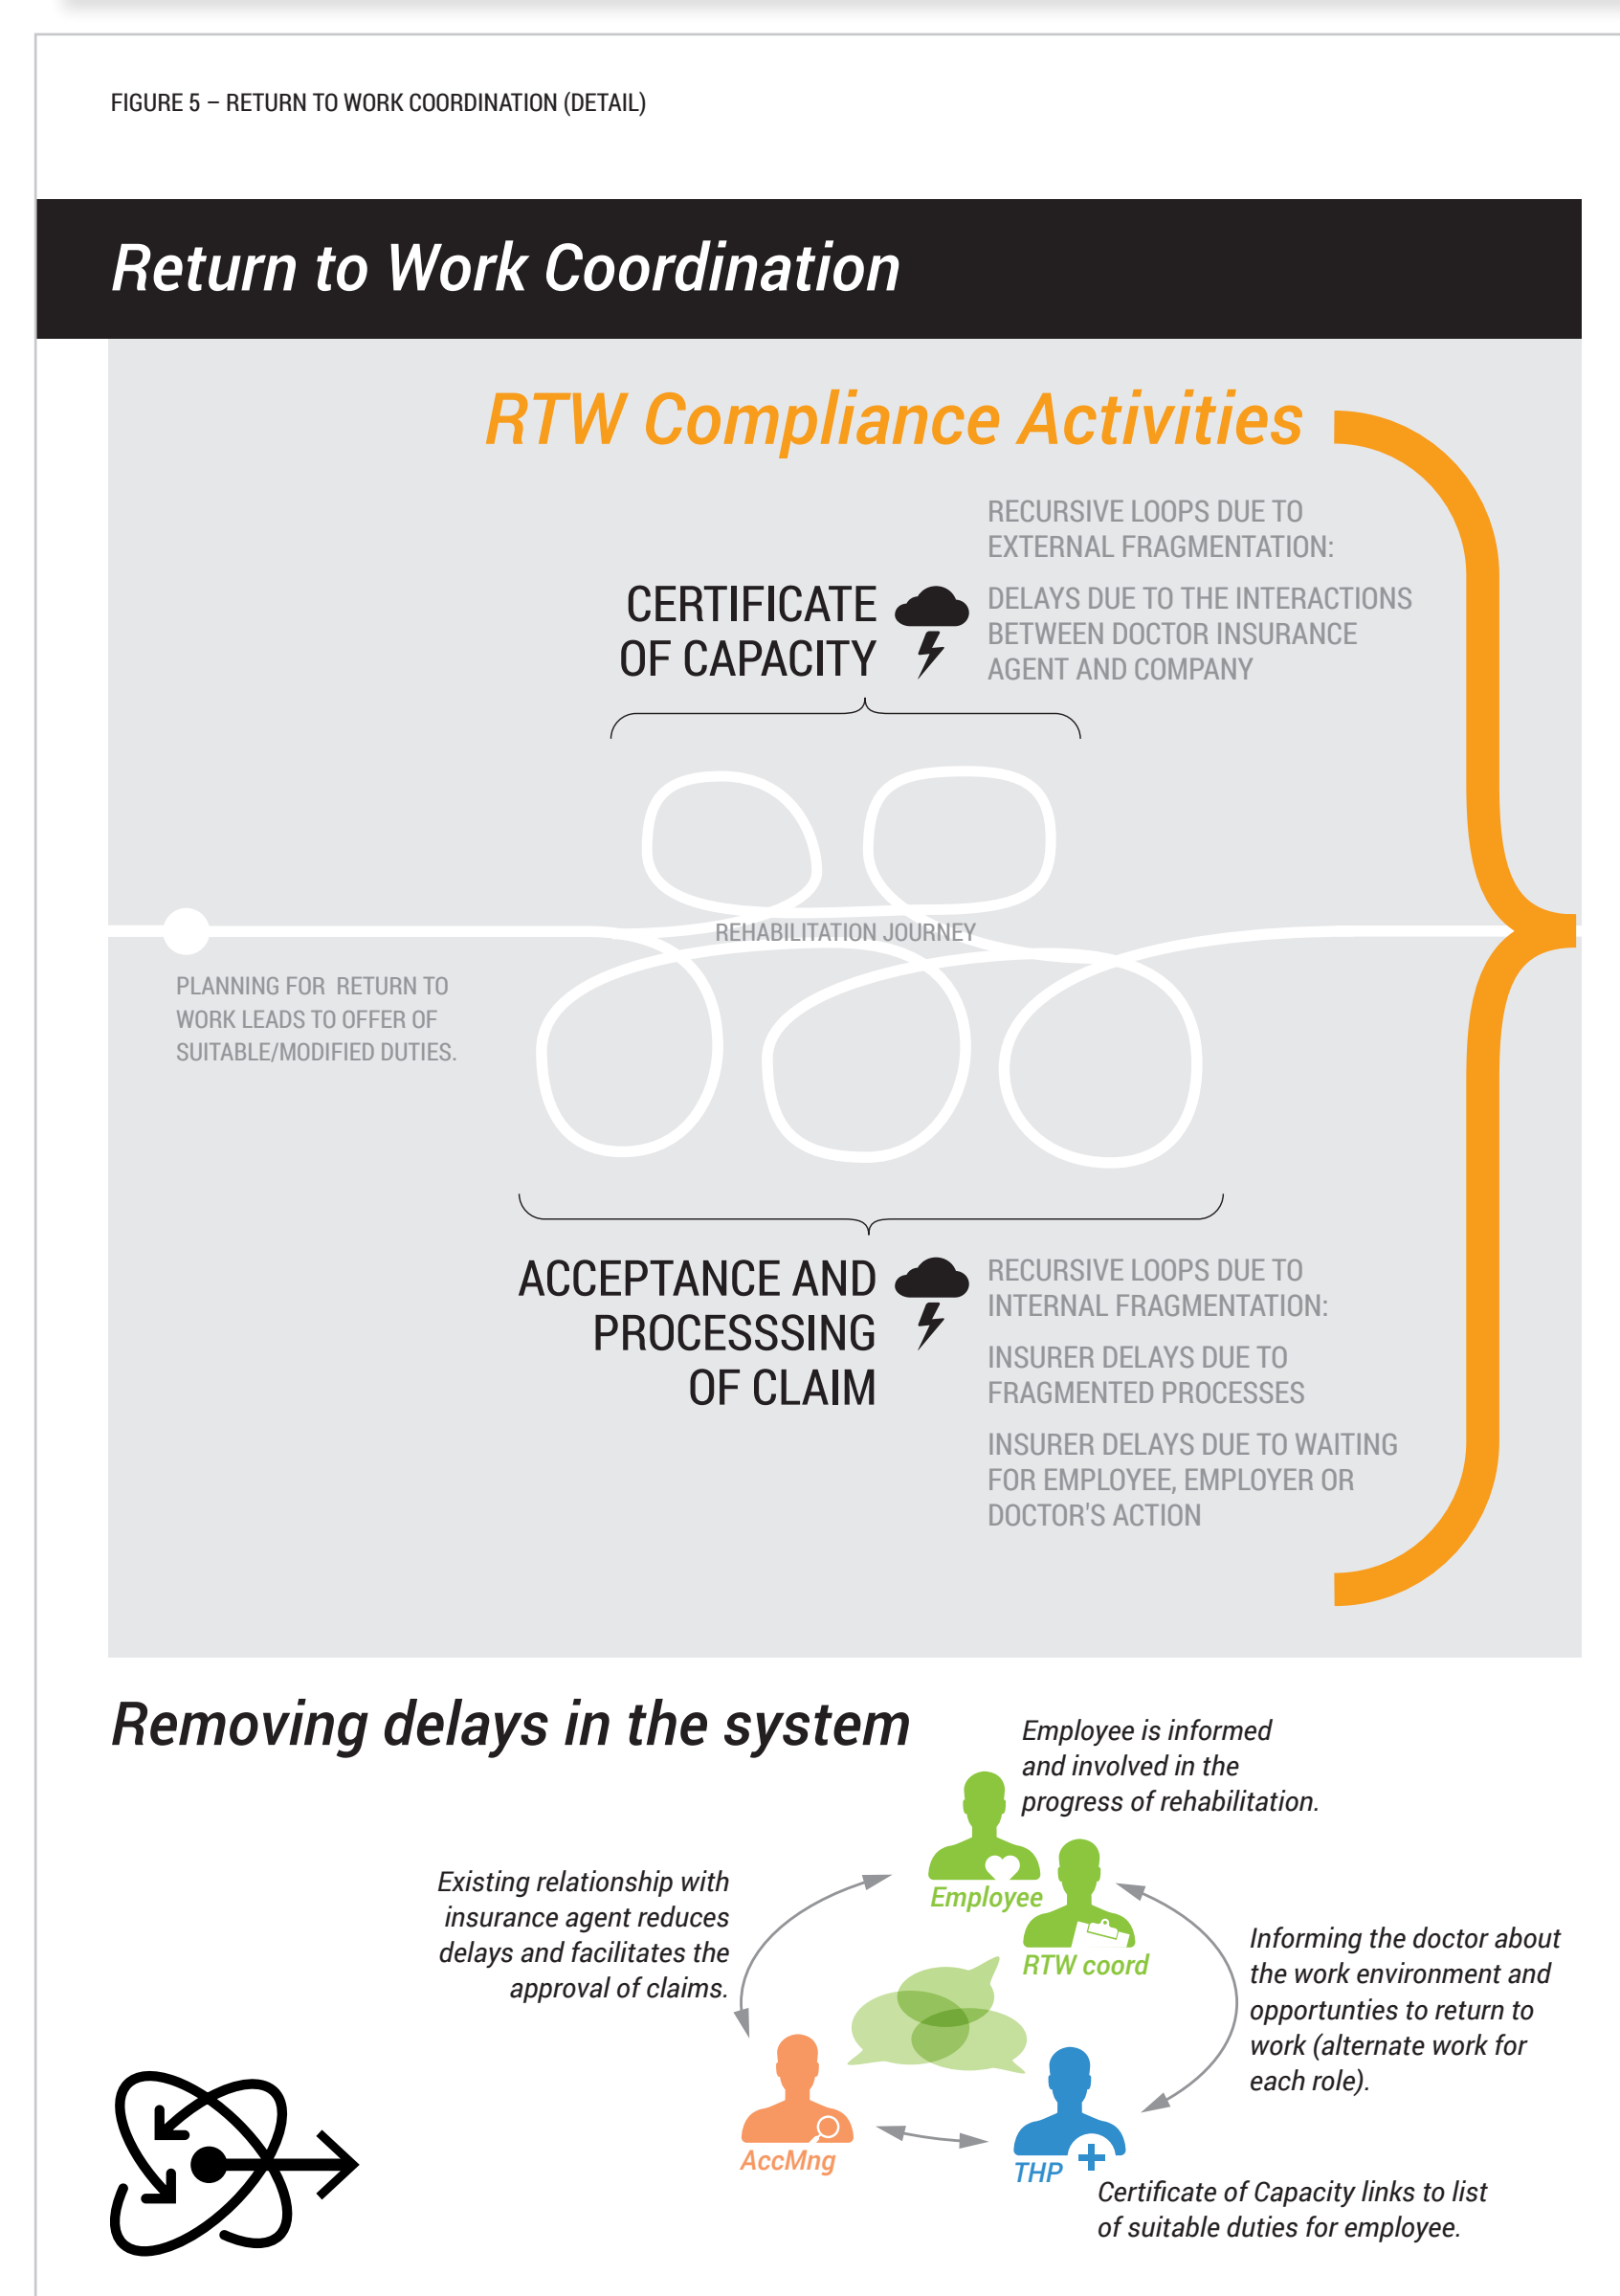 FIGURE 5 – RETURN TO WORK COORDINATION (DETAIL)
Return to Work Coordination
RTW Compliance Activities
RECURSIVE LOOPS DUE TO
EXTERNAL FRAGMENTATION:
CERTIFICATE
OF CAPACITY
DELAYS DUE TO THE INTERACTIONS
BETWEEN DOCTOR INSURANCE
AGENT AND COMPANY
REHABILITATION JOURNEY
PLANNING FOR RETURN TO
WORK LEADS TO OFFER OF
SUITABLE/MODIFIED DUTIES.
ACCEPTANCE AND
PROCESSSING
OF CLAIM
RECURSIVE LOOPS DUE TO
INTERNAL FRAGMENTATION:
INSURER DELAYS DUE TO
FRAGMENTED PROCESSES
INSURER DELAYS DUE TO WAITING
FOR EMPLOYEE, EMPLOYER OR
DOCTOR'S ACTION
Removing delays in the system
Employee is informed
and involved in the
progress of rehabilitation.
Existing relationship with
insurance agent reduces
delays and facilitates the
approval of claims.
Employee
RTW coord
Informing the doctor about
the work environment and
opportunties to return to
work (alternate work for
each role).
AccMng
THP
Certificate of Capacity links to list
of suitable duties for employee.